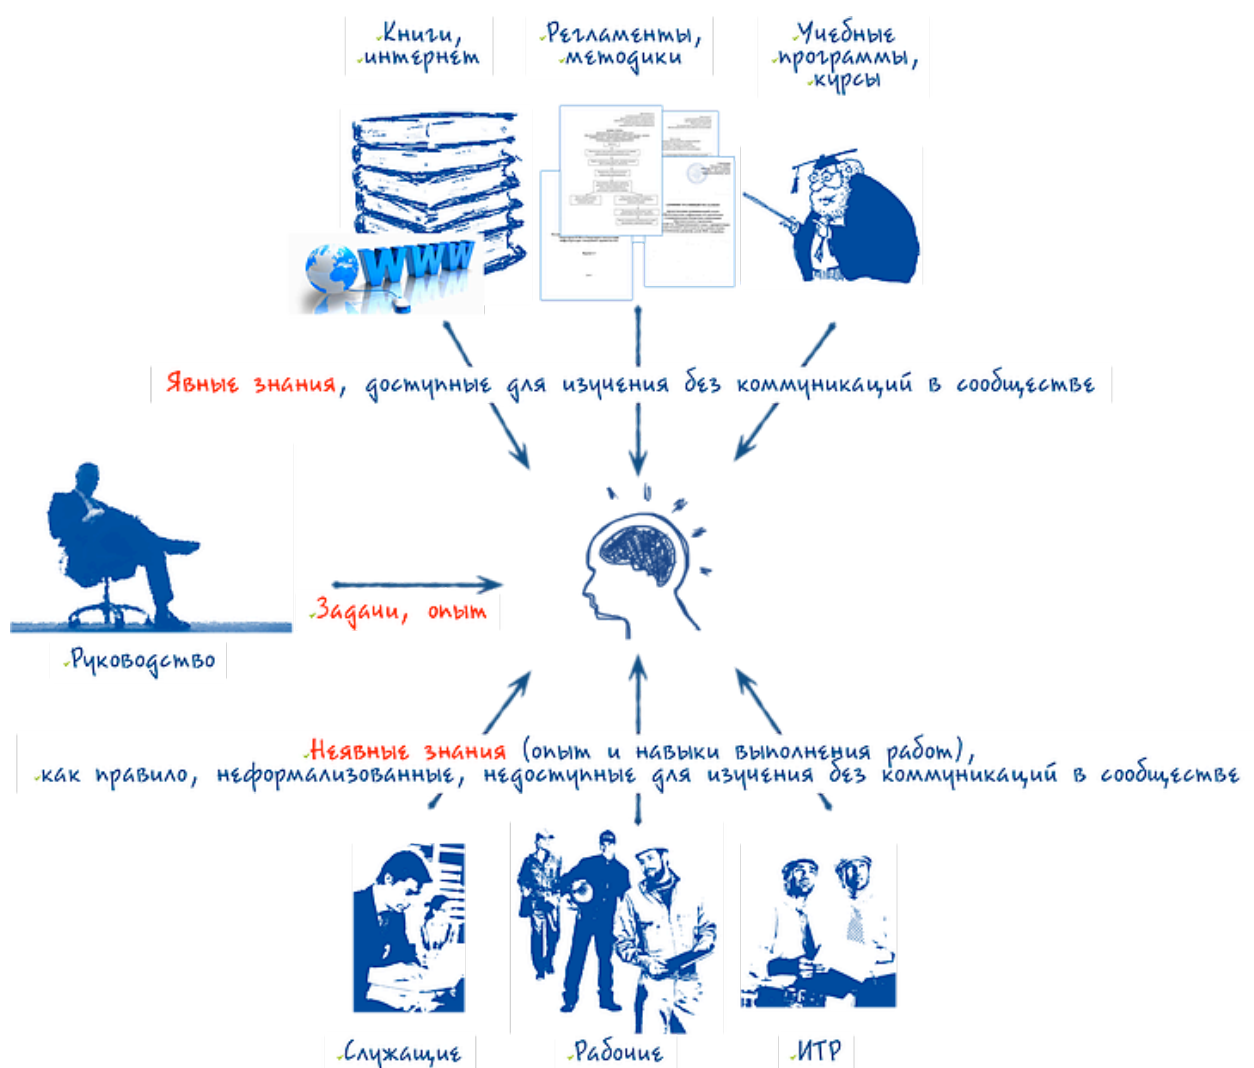 Книги,
интернет
Регламенты,
методики
Учебные
программы,
курсы
www
Явные знания, доступные для изучения без коммуникаций в сообществе
Задачи, опыт
Руководство
Неявные знания (опыт и навыки выполнения работ),
как правило, неформализованные, недоступные для изучения без коммуникаций в сообществе
Служащие
Рабочие
ИТР